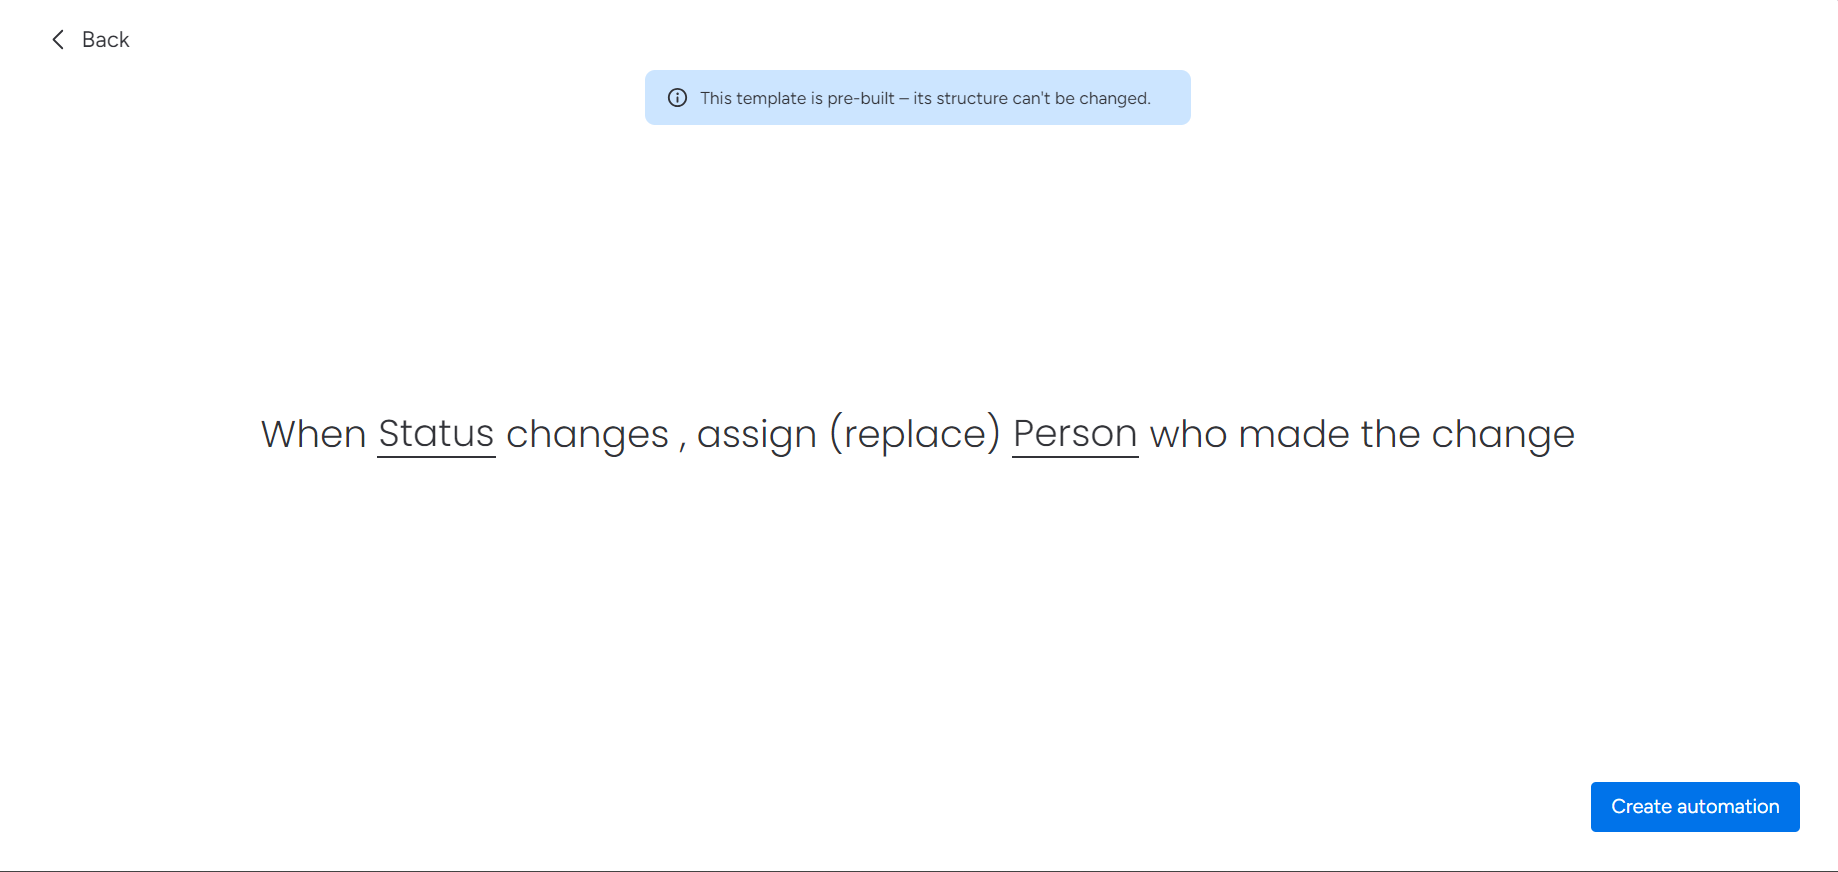 Back
This template is pre-built – its structure can't be changed.
When Status changes , assign (replace) Person who made the change
Create automation